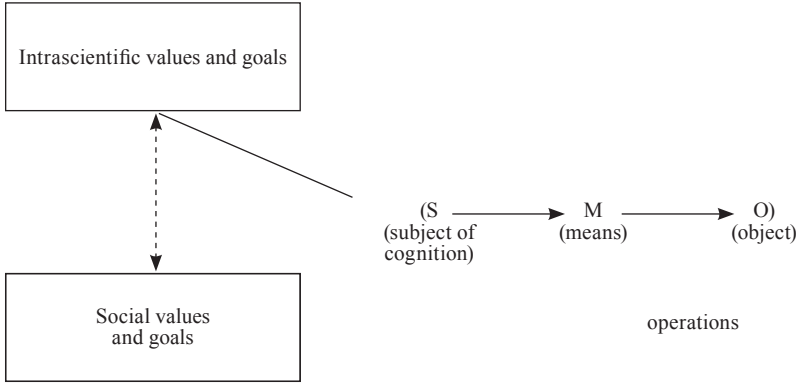 Intrascientific values and goals
(S M O)
(subject of (means) (object)
cognition)
Social values
and goals
operations